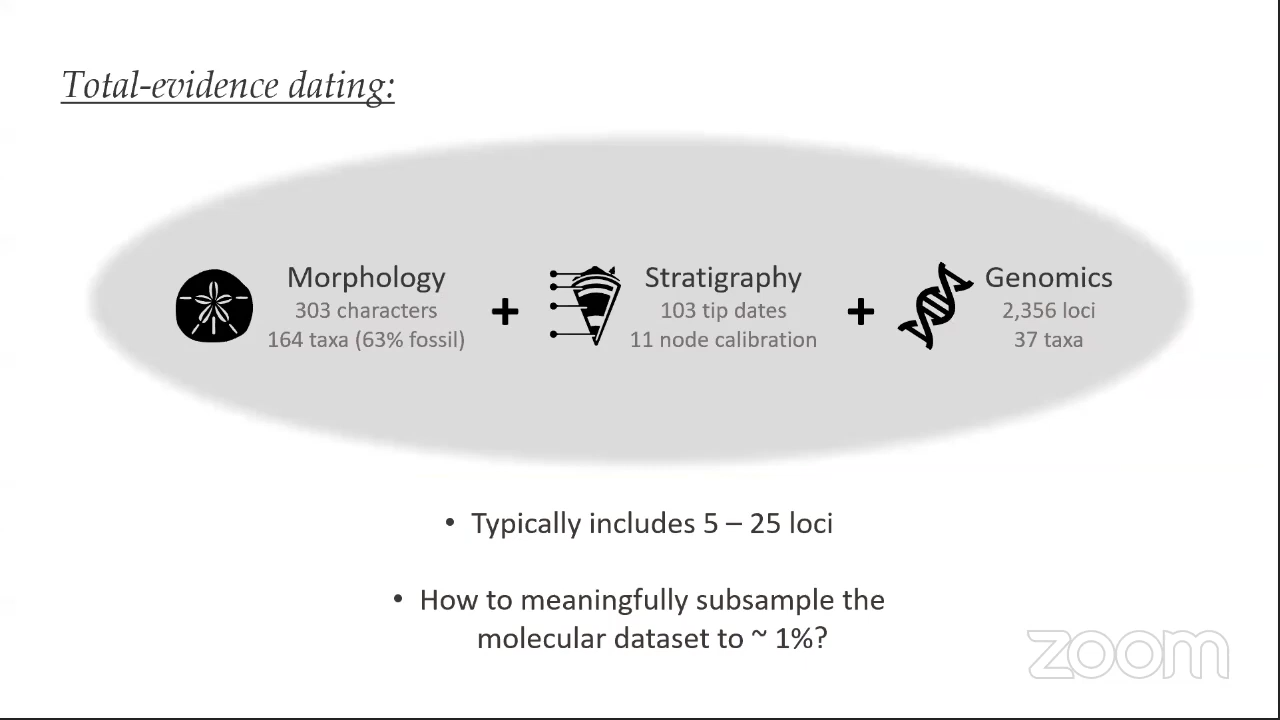 Total-evidence dating:
Morphology
303 characters
164 taxa (63% fossil)
+
Stratigraphy
103 tip dates
11 node calibration
+
Genomics
2,356 loci
37 taxa
• Typically includes 5 – 25 loci
• How to meaningfully subsample the
molecular dataset to ~ 1%?
zoom